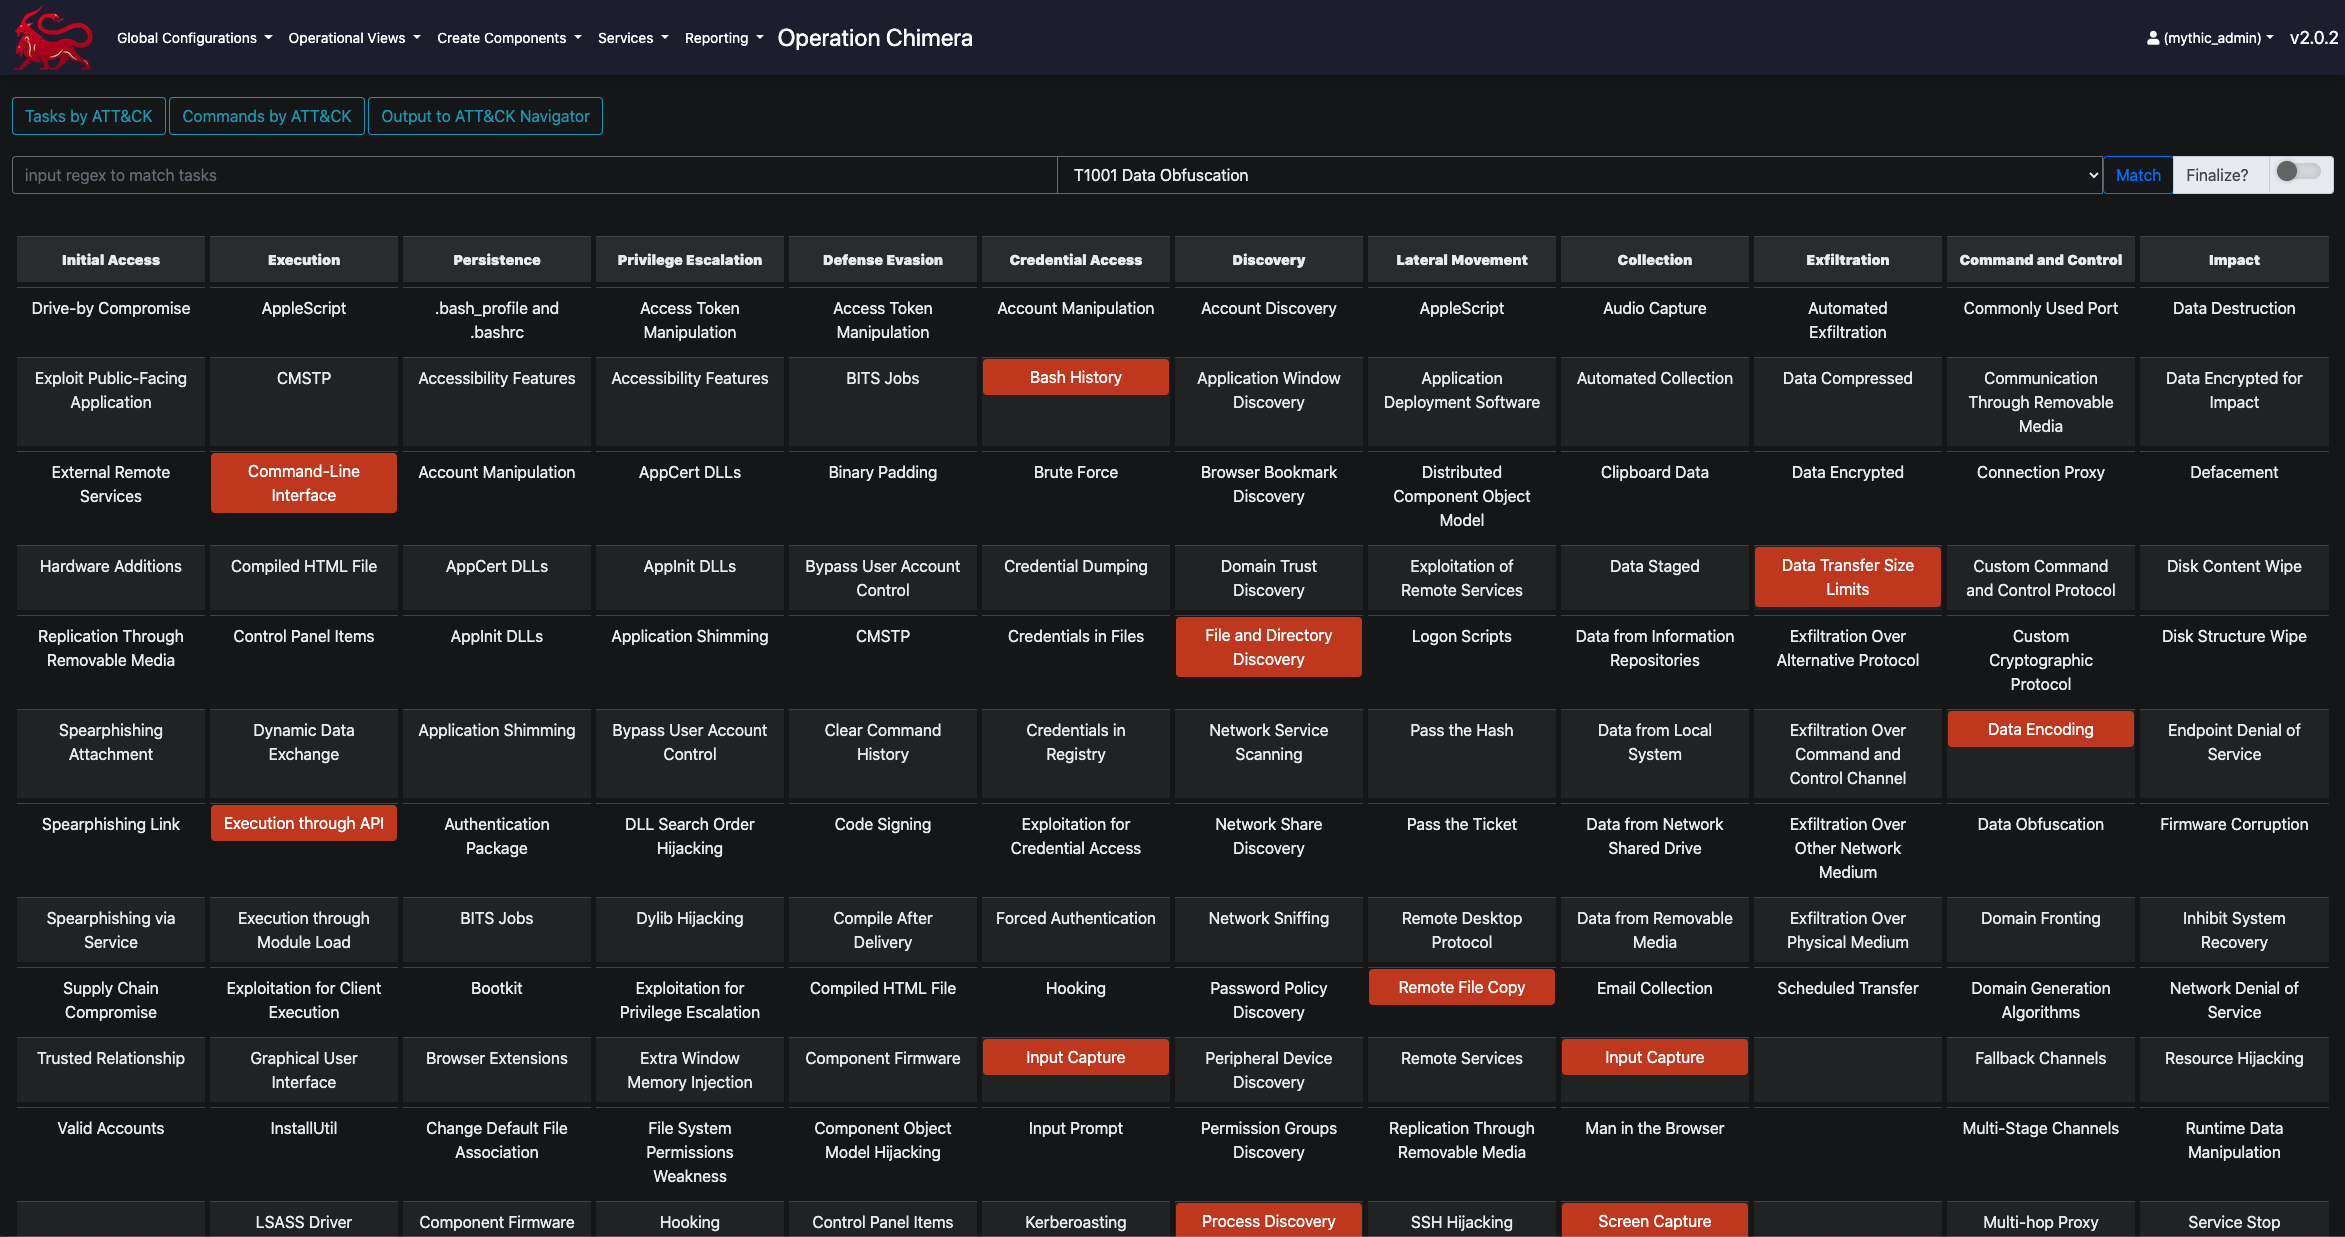 Global Configurations Operational Views Create Components Services Reporting Operation Chimera (mythic_admin) v2.0.2
Tasks by ATT&CK Commands by ATT&CK Output to ATT&CK Navigator
input regex to match tasks T1001 Data Obfuscation Match Finalize?
Initial Access Execution Persistence Privilege Escalation Defense Evasion Credential Access Discovery Lateral Movement Collection Exfiltration Command and Control Impact
Drive-by Compromise AppleScript .bash_profile and Access Token Access Token Account Manipulation Account Discovery AppleScript Audio Capture Automated Commonly Used Port Data Destruction
.bashrc Manipulation Manipulation Exfiltration
Exploit Public-Facing CMSTP Accessibility Features Accessibility Features BITS Jobs Bash History Application Window Application Automated Collection Data Compressed Communication Data Encrypted for
Application Discovery Deployment Software Through Removable Impact
Media
External Remote Command-Line Account Manipulation AppCert DLLs Binary Padding Brute Force Browser Bookmark Distributed Clipboard Data Data Encrypted Connection Proxy Defacement
Services Interface Discovery Component Object
Model
Hardware Additions Compiled HTML File AppCert DLLs AppInit DLLs Bypass User Account Credential Dumping Domain Trust Exploitation of Data Staged Data Transfer Size Custom Command Disk Content Wipe
Control Discovery Remote Services Limits and Control Protocol
Replication Through Control Panel Items AppInit DLLs Application Shimming CMSTP Credentials in Files File and Directory Logon Scripts Data from Information Exfiltration Over Custom Disk Structure Wipe
Removable Media Discovery Repositories Alternative Protocol Cryptographic
Protocol
Spearphishing Dynamic Data Application Shimming Bypass User Account Clear Command Credentials in Network Service Pass the Hash Data from Local Exfiltration Over Data Encoding Endpoint Denial of
Attachment Exchange Control History Registry Scanning System Command and Service
Control Channel
Spearphishing Link Execution through API Authentication DLL Search Order Code Signing Exploitation for Network Share Pass the Ticket Data from Network Exfiltration Over Data Obfuscation Firmware Corruption
Package Hijacking Credential Access Discovery Shared Drive Other Network
Medium
Spearphishing via Execution through BITS Jobs Dylib Hijacking Compile After Forced Authentication Network Sniffing Remote Desktop Data from Removable Exfiltration Over Domain Fronting Inhibit System
Service Module Load Delivery Protocol Media Physical Medium Recovery
Supply Chain Exploitation for Client Bootkit Exploitation for Compiled HTML File Hooking Password Policy Remote File Copy Email Collection Scheduled Transfer Domain Generation Network Denial of
Compromise Execution Privilege Escalation Discovery Algorithms Service
Trusted Relationship Graphical User Browser Extensions Extra Window Component Firmware Input Capture Peripheral Device Remote Services Input Capture Fallback Channels Resource Hijacking
Interface Memory Injection Discovery
Valid Accounts InstallUtil Change Default File File System Component Object Input Prompt Permission Groups Replication Through Man in the Browser Multi-Stage Channels Runtime Data
Association Permissions Model Hijacking Discovery Removable Media Manipulation
Weakness
LSASS Driver Component Firmware Hooking Control Panel Items Kerberoasting Process Discovery SSH Hijacking Screen Capture Multi-hop Proxy Service Stop